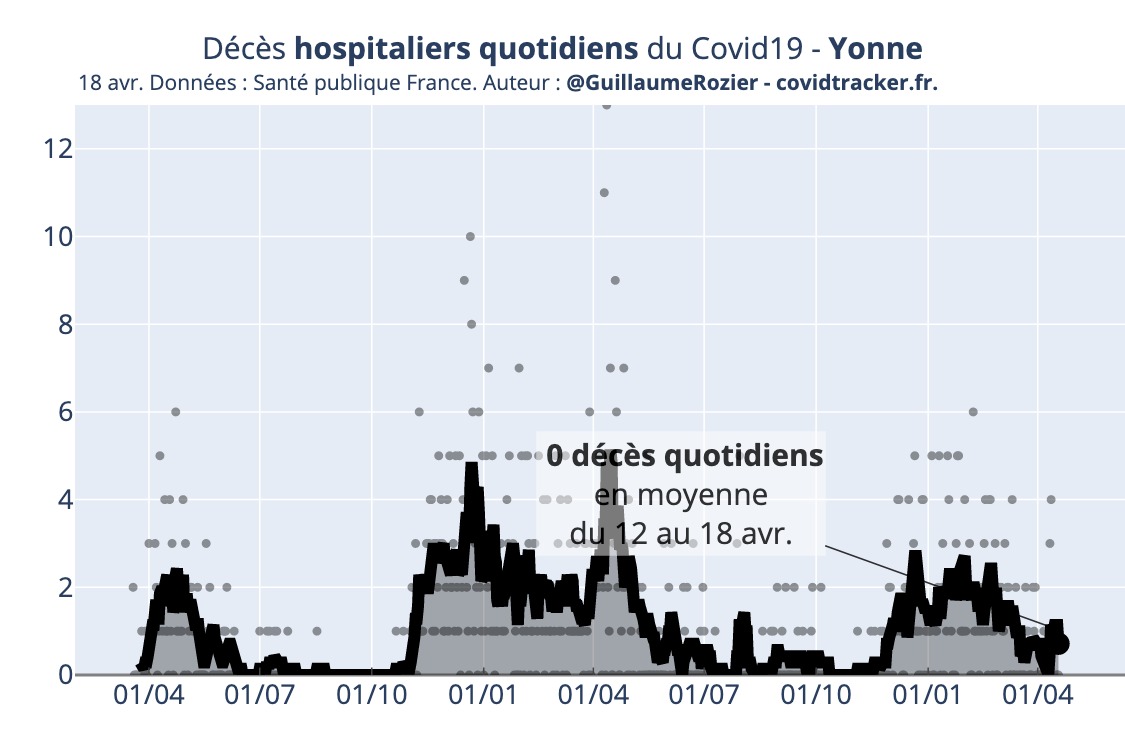 Décès hospitaliers quotidiens du Covid19 - Yonne
18 avr. Données : Santé publique France. Auteur : @GuillaumeRozier - covidtracker.fr.
12
10
8
6
4
2
0
0 décès quotidiens
en moyenne
du 12 au 18 avr.
01/04 01/07 01/10 01/01 01/04 01/07 01/10 01/01 01/04